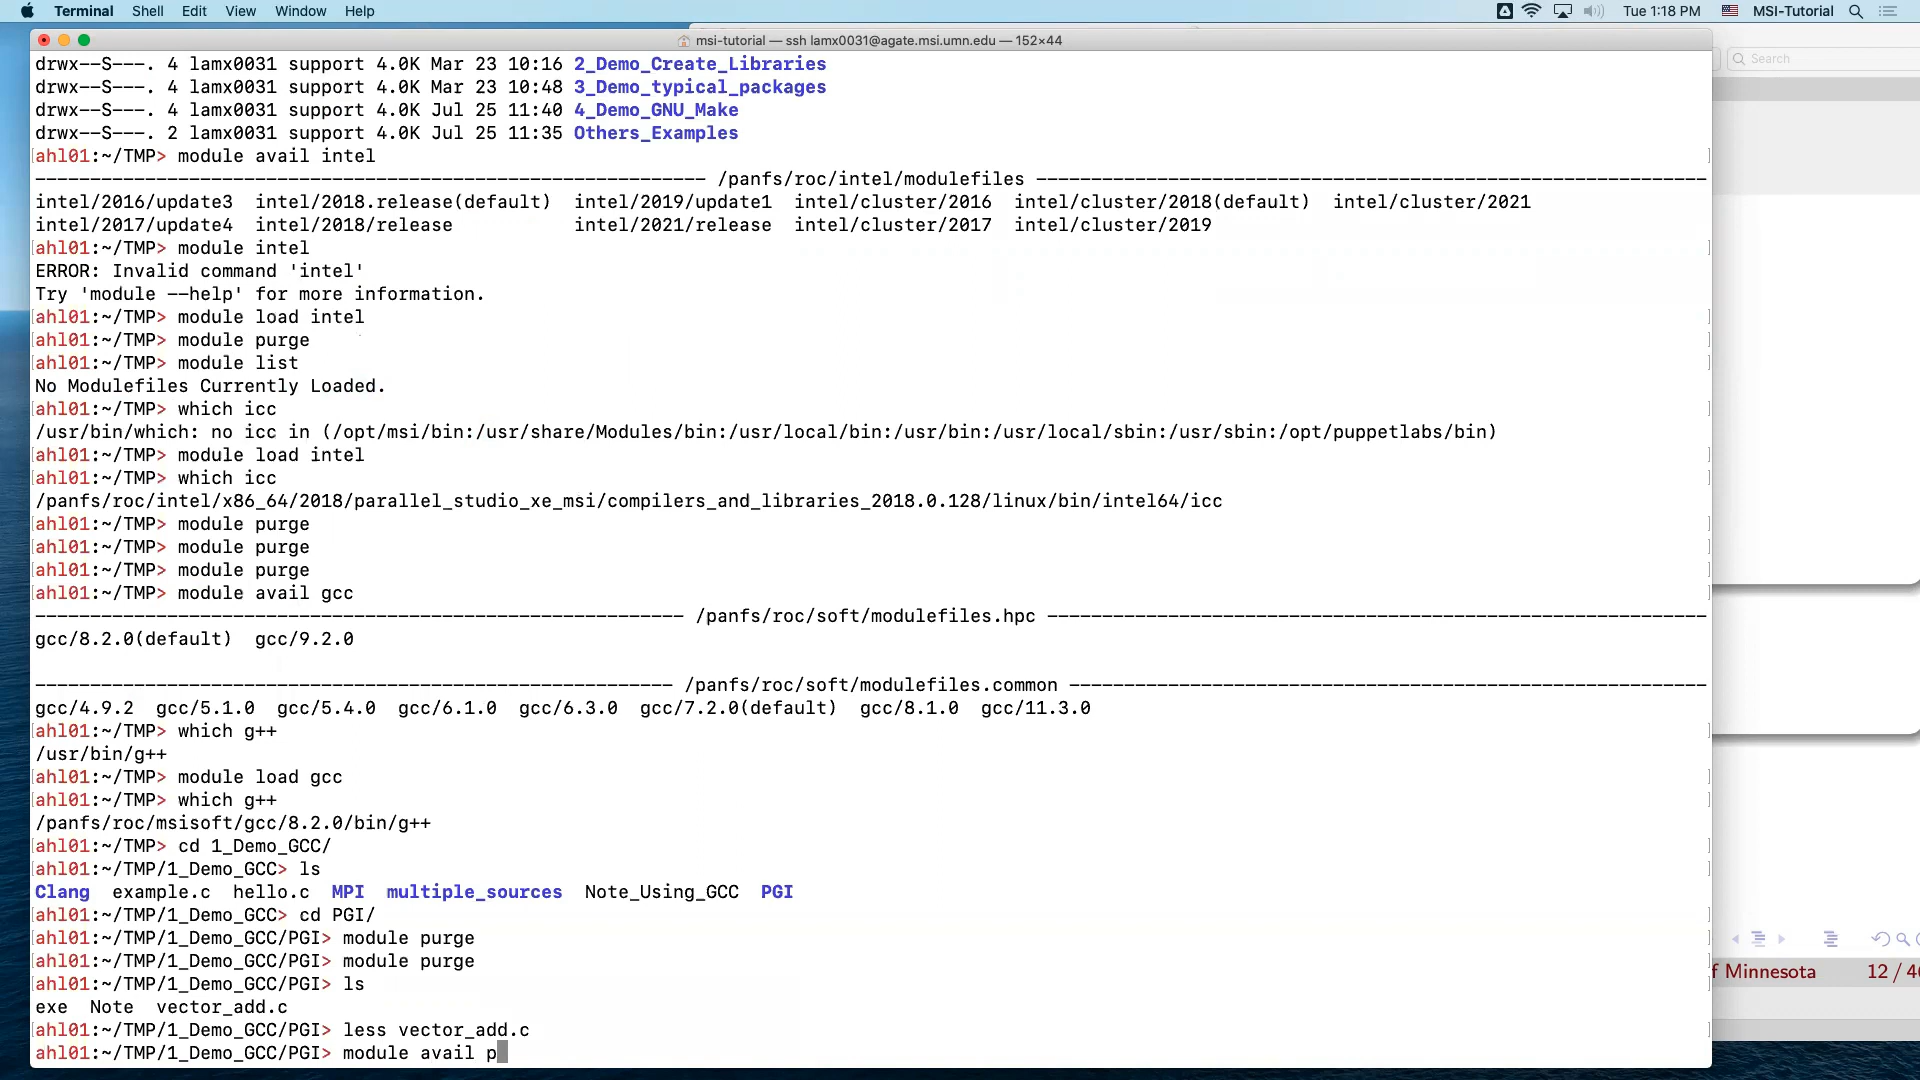 Terminal Shell Edit View Window Help Tue 1:18 PM MSI-Tutorial
msi-tutorial — ssh lamx0031@agate.msi.umn.edu — 152×44
Search
drwx--S---. 4 lamx0031 support 4.0K Mar 23 10:16 2_Demo_Create_Libraries
drwx--S---. 4 lamx0031 support 4.0K Mar 23 10:48 3_Demo_typical_packages
drwx--S---. 4 lamx0031 support 4.0K Jul 25 11:40 4_Demo_GNU_Make
drwx--S---. 2 lamx0031 support 4.0K Jul 25 11:35 Others_Examples
[ahl01:~/TMP> module avail intel ]
------------------------------------------------------------- /panfs/roc/intel/modulefiles -------------------------------------------------------------
intel/2016/update3 intel/2018.release(default) intel/2019/update1 intel/cluster/2016 intel/cluster/2018(default) intel/cluster/2021
intel/2017/update4 intel/2018/release intel/2021/release intel/cluster/2017 intel/cluster/2019
[ahl01:~/TMP> module intel ]
ERROR: Invalid command 'intel'
Try 'module --help' for more information.
[ahl01:~/TMP> module load intel ]
[ahl01:~/TMP> module purge ]
[ahl01:~/TMP> module list ]
No Modulefiles Currently Loaded.
[ahl01:~/TMP> which icc ]
/usr/bin/which: no icc in (/opt/msi/bin:/usr/share/Modules/bin:/usr/local/bin:/usr/bin:/usr/local/sbin:/usr/sbin:/opt/puppetlabs/bin)
[ahl01:~/TMP> module load intel ]
[ahl01:~/TMP> which icc ]
/panfs/roc/intel/x86_64/2018/parallel_studio_xe_msi/compilers_and_libraries_2018.0.128/linux/bin/intel64/icc
[ahl01:~/TMP> module purge ]
[ahl01:~/TMP> module purge ]
[ahl01:~/TMP> module purge ]
[ahl01:~/TMP> module avail gcc ]
----------------------------------------------------------- /panfs/roc/soft/modulefiles.hpc ------------------------------------------------------------
gcc/8.2.0(default) gcc/9.2.0
---------------------------------------------------------- /panfs/roc/soft/modulefiles.common ----------------------------------------------------------
gcc/4.9.2 gcc/5.1.0 gcc/5.4.0 gcc/6.1.0 gcc/6.3.0 gcc/7.2.0(default) gcc/8.1.0 gcc/11.3.0
[ahl01:~/TMP> which g++ ]
/usr/bin/g++
[ahl01:~/TMP> module load gcc ]
[ahl01:~/TMP> which g++ ]
/panfs/roc/msisoft/gcc/8.2.0/bin/g++
[ahl01:~/TMP> cd 1_Demo_GCC/ ]
[ahl01:~/TMP/1_Demo_GCC> ls ]
Clang example.c hello.c MPI multiple_sources Note_Using_GCC PGI
[ahl01:~/TMP/1_Demo_GCC> cd PGI/ ]
[ahl01:~/TMP/1_Demo_GCC/PGI> module purge ]
[ahl01:~/TMP/1_Demo_GCC/PGI> module purge ]
[ahl01:~/TMP/1_Demo_GCC/PGI> ls ]
exe Note vector_add.c
[ahl01:~/TMP/1_Demo_GCC/PGI> less vector_add.c ]
ahl01:~/TMP/1_Demo_GCC/PGI> module avail p
f Minnesota 12 / 4